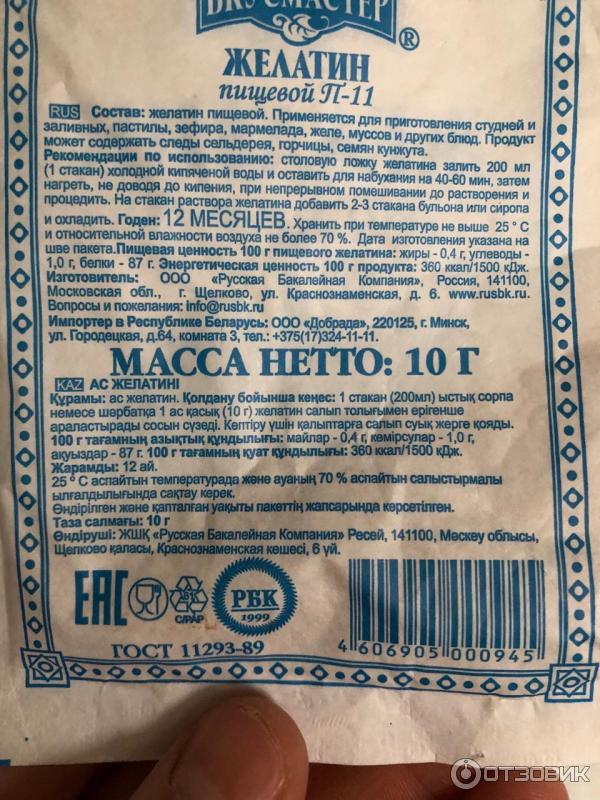 ВКУСМАСТЕР
®
ЖЕЛАТИН
пищевой П-11
RUS Состав: желатин пищевой. Применяется для приготовления студней и
заливных, пастилы, зефира, мармелада, желе, муссов и других блюд. Продукт
может содержать следы сельдерея, горчицы, семян кунжута.
Рекомендации по использованию: столовую ложку желатина залить 200 мл
(1 стакан) холодной кипяченой воды и оставить для набухания на 40-60 мин, затем
нагреть, не доводя до кипения, при непрерывном помешивании до растворения и
процедить. На стакан раствора желатина добавить 2-3 стакана бульона или сиропа
и охладить. Годен: 12 МЕСЯЦЕВ. Хранить при температуре не выше 25 ° С
и относительной влажности воздуха не более 70 %. Дата изготовления указана на
шве пакета.Пищевая ценность 100 г пищевого желатина: жиры - 0,4 г, углеводы -
1,0 г, белки - 87 г. Энергетическая ценность 100 г продукта: 360 ккал/1500 кДж.
Изготовитель: ООО «Русская Бакалейная Компания», Россия, 141100,
Московская обл., г. Щелково, ул. Краснознаменская, д. 6. www.rusbk.ru.
Вопросы и пожелания: info@rusbk.ru
Импортер в Республике Беларусь: ООО «Добрада», 220125, г. Минск,
ул. Городецкая, д.64, комната 3, тел.: +375(17)324-11-11.
МАССА НЕТТО: 10 Г
KAZ АС ЖЕЛАТИНІ
Құрамы: ас желатин. Қолдану бойынша кеңес: 1 стакан (200мл) ыстық сорпа
немесе шербатқа 1 ас қасық (10 г) желатин салып толығымен ерігенше
араластырады сосын сүзеді. Кептіру үшін қалыптарға салып суық жерге қояды.
100 г тағамның азықтық құндылығы: майлар - 0,4 г, көмірсулар - 1,0 г,
ақуыздар - 87 г. 100 г тағамның қуат құндылығы: 360 ккал/1500 кДж.
Жарамды: 12 ай.
25 ° С аспайтын температурада және ауаның 70 % аспайтын салыстырмалы
ылғалдылығында сақтау керек.
Өндірілген және қапталған уақыты пакеттің жапсарында көрсетілген.
Таза салмағы: 10 г
Өндіруші: ЖШҚ «Русская Бакалейная Компания» Ресей, 141100, Мәскеу облысы,
Щелково қаласы, Краснознаменская көшесі, 6 үй.
ЕАС
81
C/PAP
РБК
1999
ГОСТ 11293-89
4 606905 000945
ОТЗОВИК